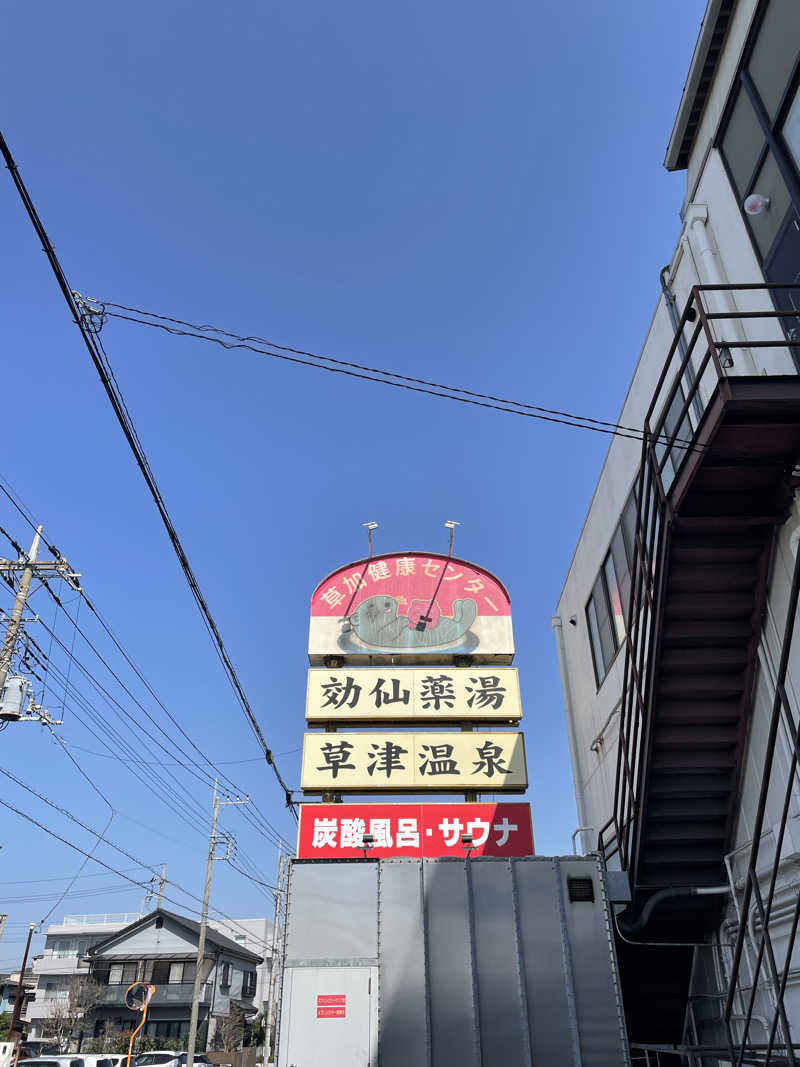 草加健康センター
効仙薬湯
草津温泉
炭酸風呂・サウナ